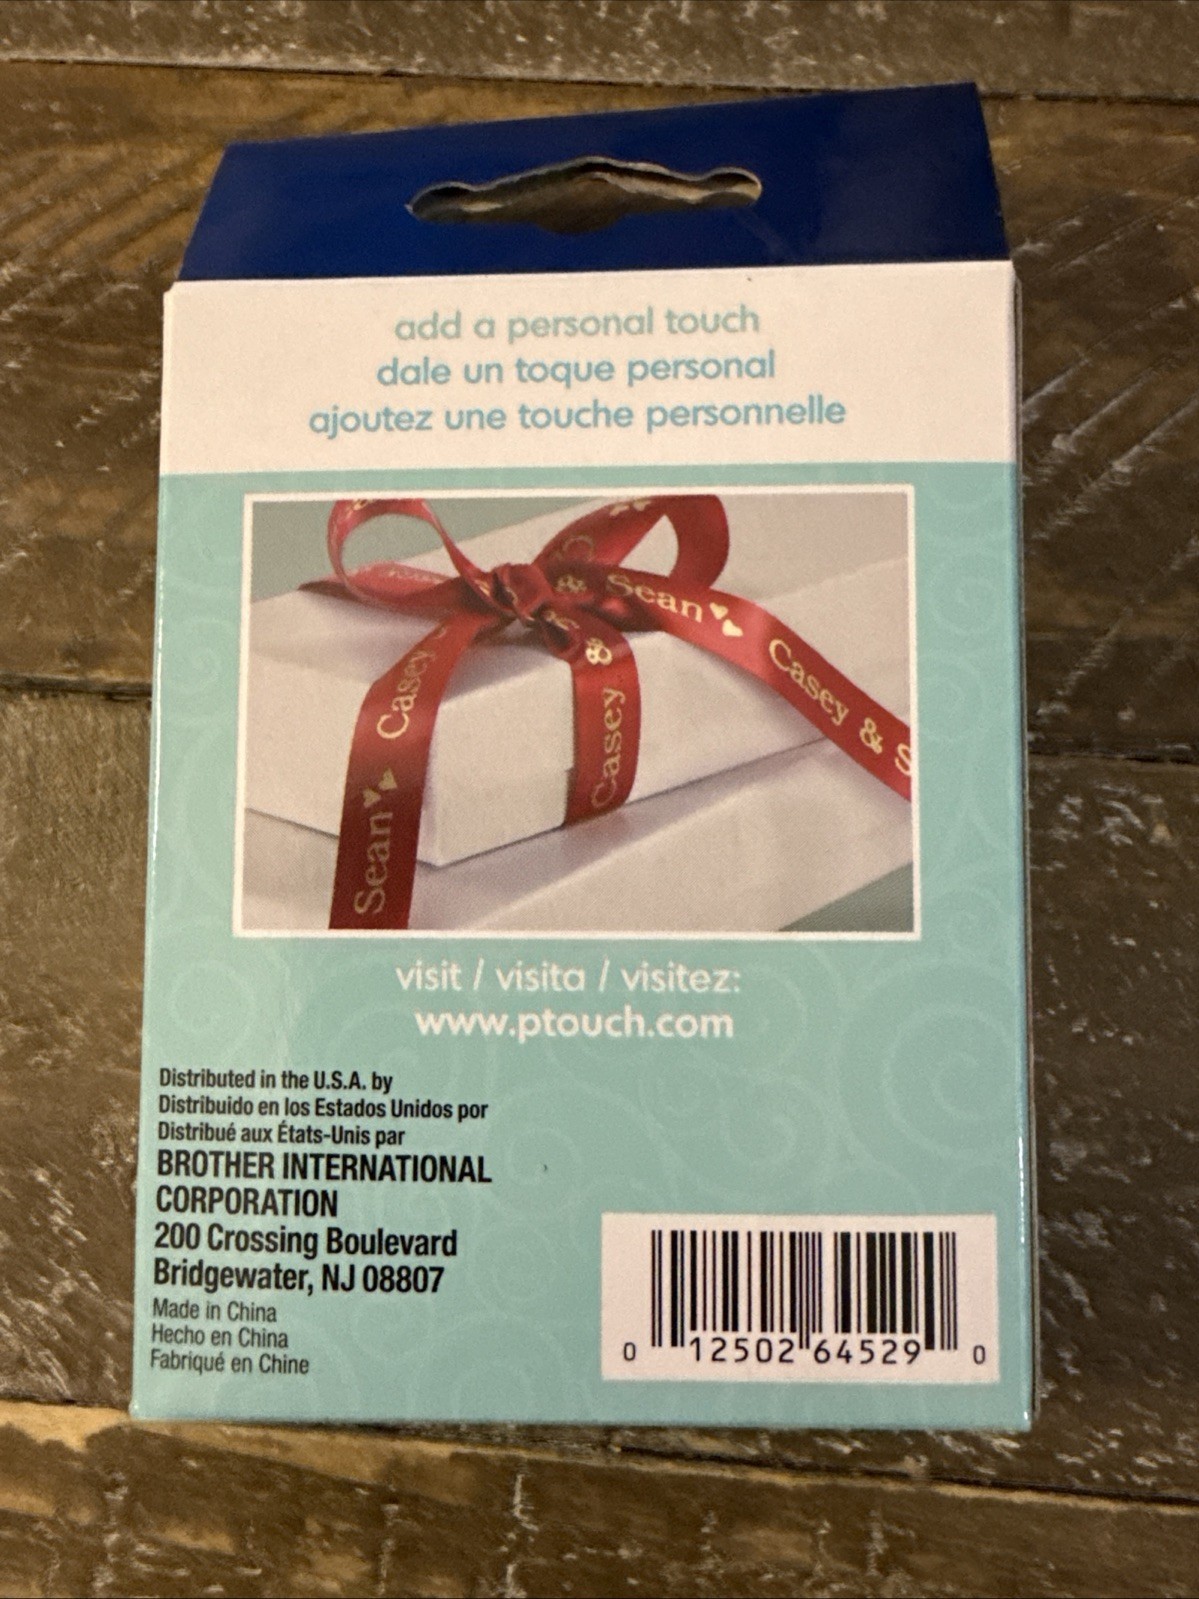 add a personal touch
dale un toque personal
ajoutez une touche personnelle
& Sean
Casey & S
Casey
Sean
Casey &
visit / visita / visitez:
www.ptouch.com
Distributed in the U.S.A. by
Distribuido en los Estados Unidos por
Distribué aux États-Unis par
BROTHER INTERNATIONAL
CORPORATION
200 Crossing Boulevard
Bridgewater, NJ 08807
Made in China
Hecho en China
Fabriqué en Chine
0 12502 64529 0